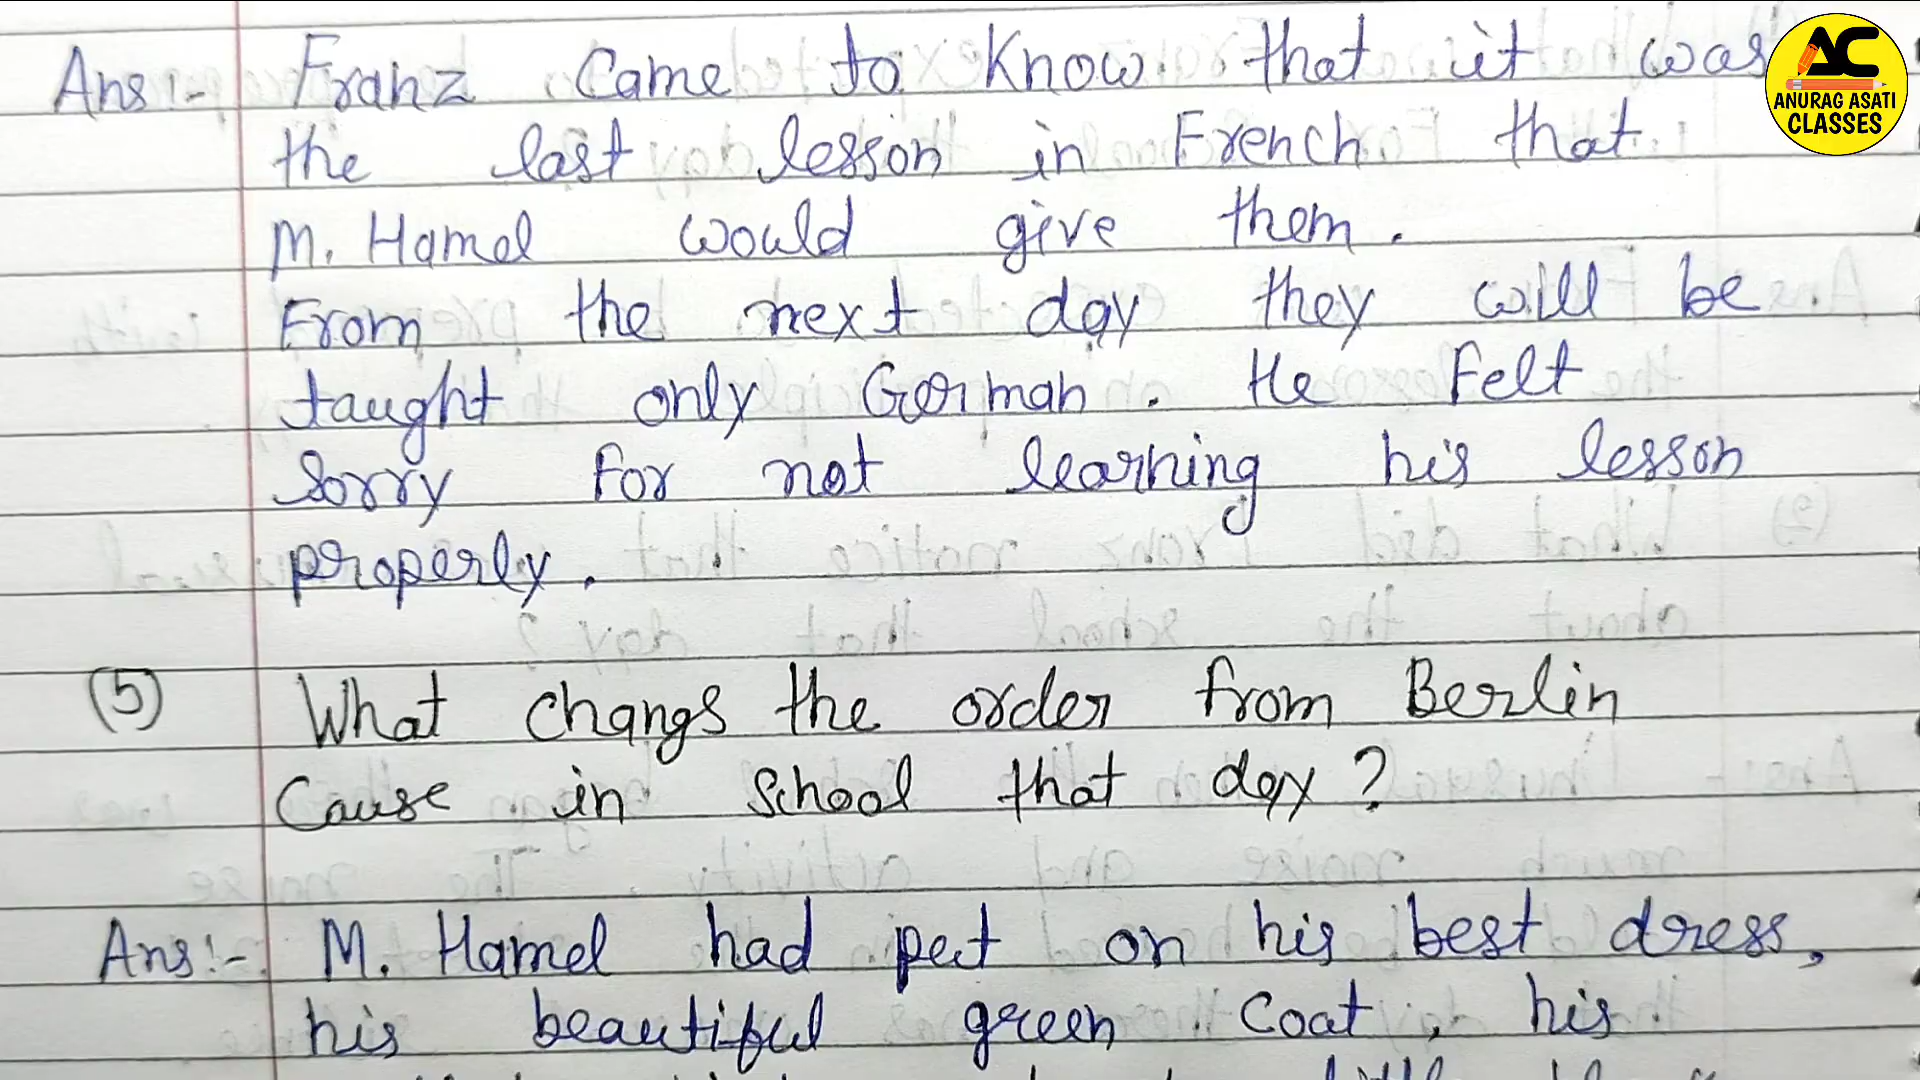 Ans :- Franz Came to Know that it was
the last lesson in French that
M. Hamel would give them.
From the next day they will be
taught only German. He Felt
Sorry For not learning his lesson
properly.
(5) What changs the order from Berlin
Cause in School that day ?
Ans :- M. Hamel had put on his best dress,
his beautiful green Coat, his
AC
ANURAG ASATI
CLASSES